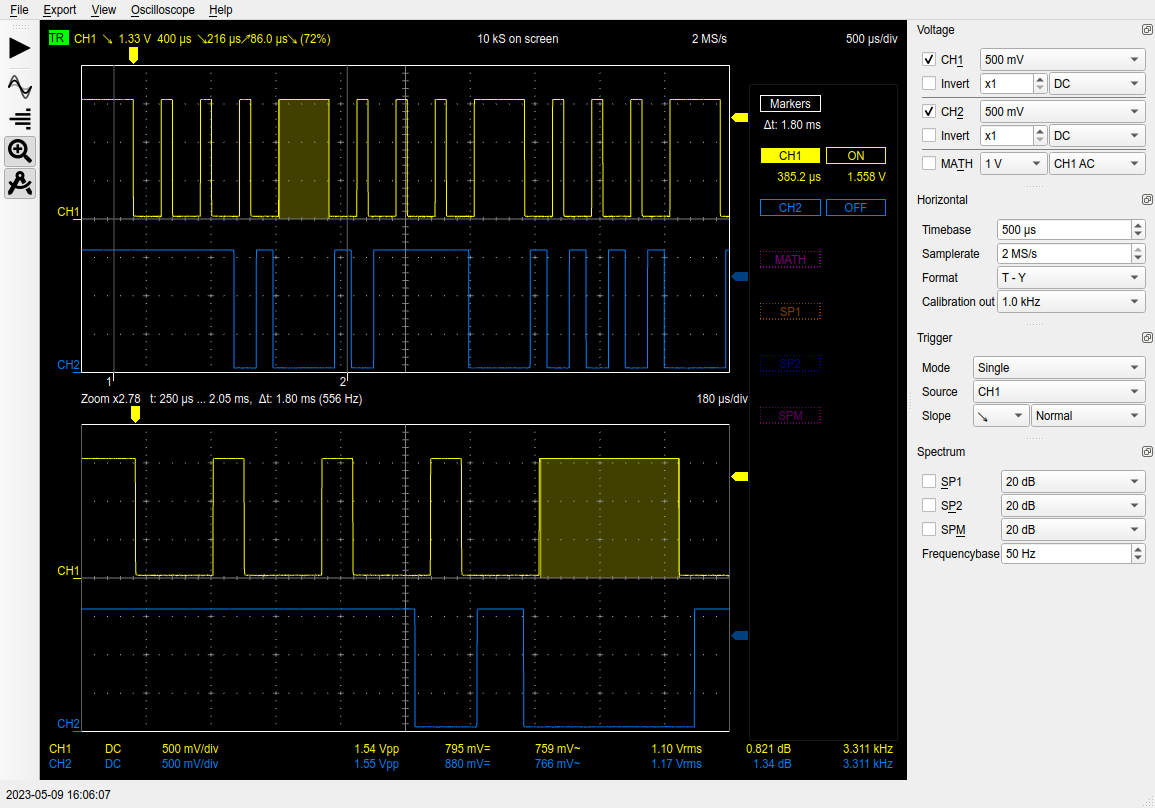 File Export View Oscilloscope Help
TR CH1 ↘ 1.33 V 400 µs ↘216 µs↗86.0 µs↘ (72%) 10 kS on screen 2 MS/s 500 µs/div
CH1
CH2
1 2
Zoom x2.78 t: 250 µs ... 2.05 ms, Δt: 1.80 ms (556 Hz) 180 µs/div
CH1
CH2
CH1 DC 500 mV/div 1.54 Vpp 795 mV= 759 mV~ 1.10 Vrms 0.821 dB 3.311 kHz
CH2 DC 500 mV/div 1.55 Vpp 880 mV= 766 mV~ 1.17 Vrms 1.34 dB 3.311 kHz
Markers
Δt: 1.80 ms
CH1 ON
385.2 µs 1.558 V
CH2 OFF
MATH
SP1
SP2
SPM
Voltage
CH1 500 mV
Invert x1 DC
CH2 500 mV
Invert x1 DC
MATH 1 V CH1 AC
Horizontal
Timebase 500 µs
Samplerate 2 MS/s
Format T - Y
Calibration out 1.0 kHz
Trigger
Mode Single
Source CH1
Slope ↘ Normal
Spectrum
SP1 20 dB
SP2 20 dB
SPM 20 dB
Frequencybase 50 Hz
2023-05-09 16:06:07